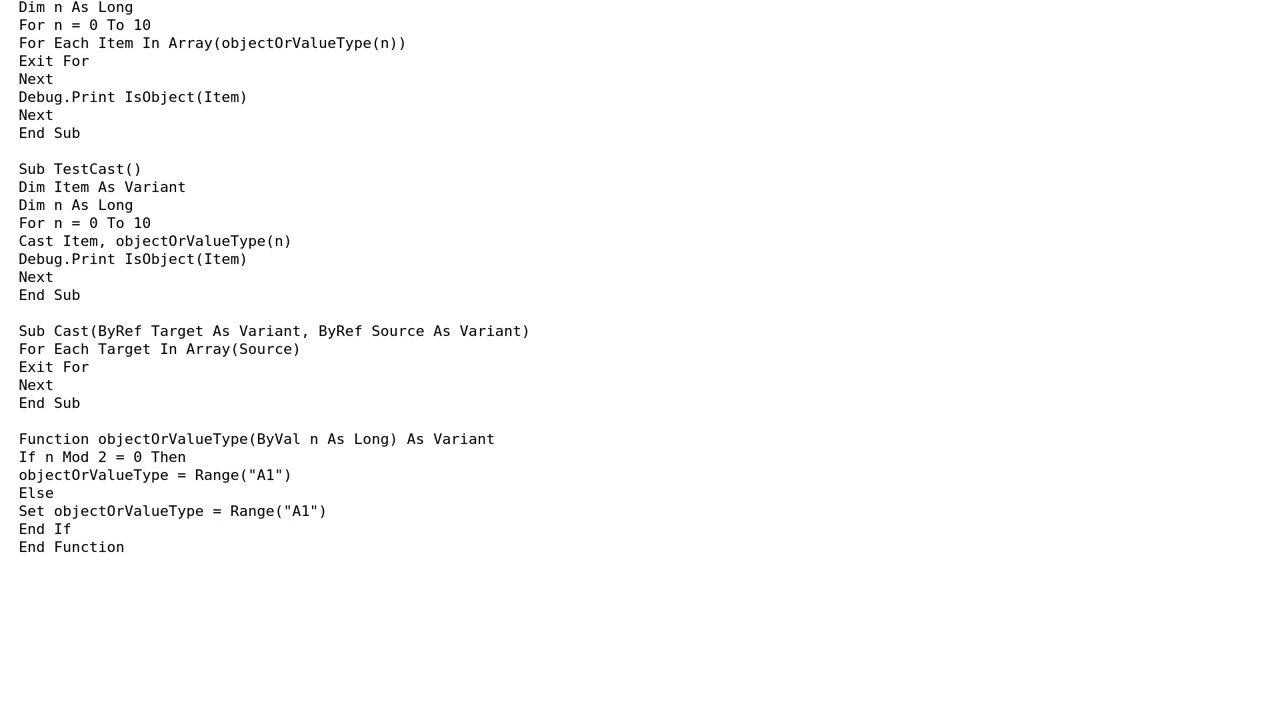 Dim n As Long
For n = 0 To 10
For Each Item In Array(objectOrValueType(n))
Exit For
Next
Debug.Print IsObject(Item)
Next
End Sub

Sub TestCast()
Dim Item As Variant
Dim n As Long
For n = 0 To 10
Cast Item, objectOrValueType(n)
Debug.Print IsObject(Item)
Next
End Sub

Sub Cast(ByRef Target As Variant, ByRef Source As Variant)
For Each Target In Array(Source)
Exit For
Next
End Sub

Function objectOrValueType(ByVal n As Long) As Variant
If n Mod 2 = 0 Then
objectOrValueType = Range("A1")
Else
Set objectOrValueType = Range("A1")
End If
End Function